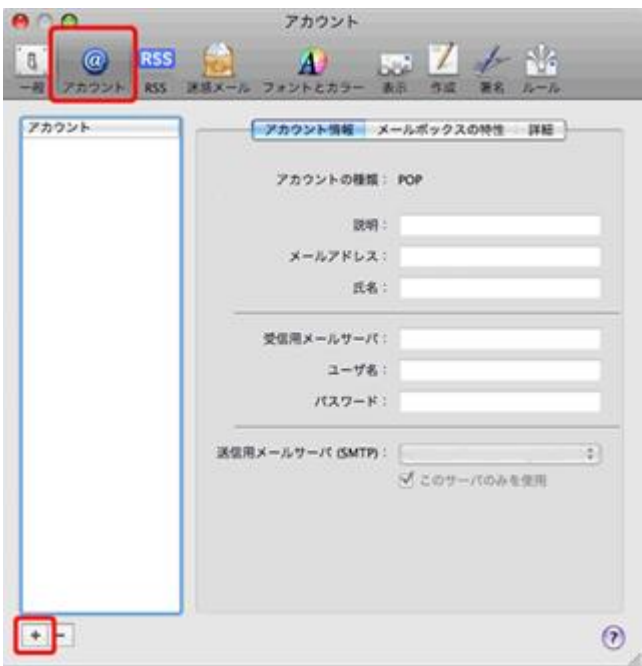 アカウント
RSS
一般 アカウント RSS 迷惑メール フォントとカラー 表示 作成 署名 ルール
アカウント
アカウント情報 メールボックスの特性 詳細
アカウントの種類： POP
説明：
メールアドレス：
氏名：
受信用メールサーバ：
ユーザ名：
パスワード：
送信用メールサーバ (SMTP)：
このサーバのみを使用
+ − ?